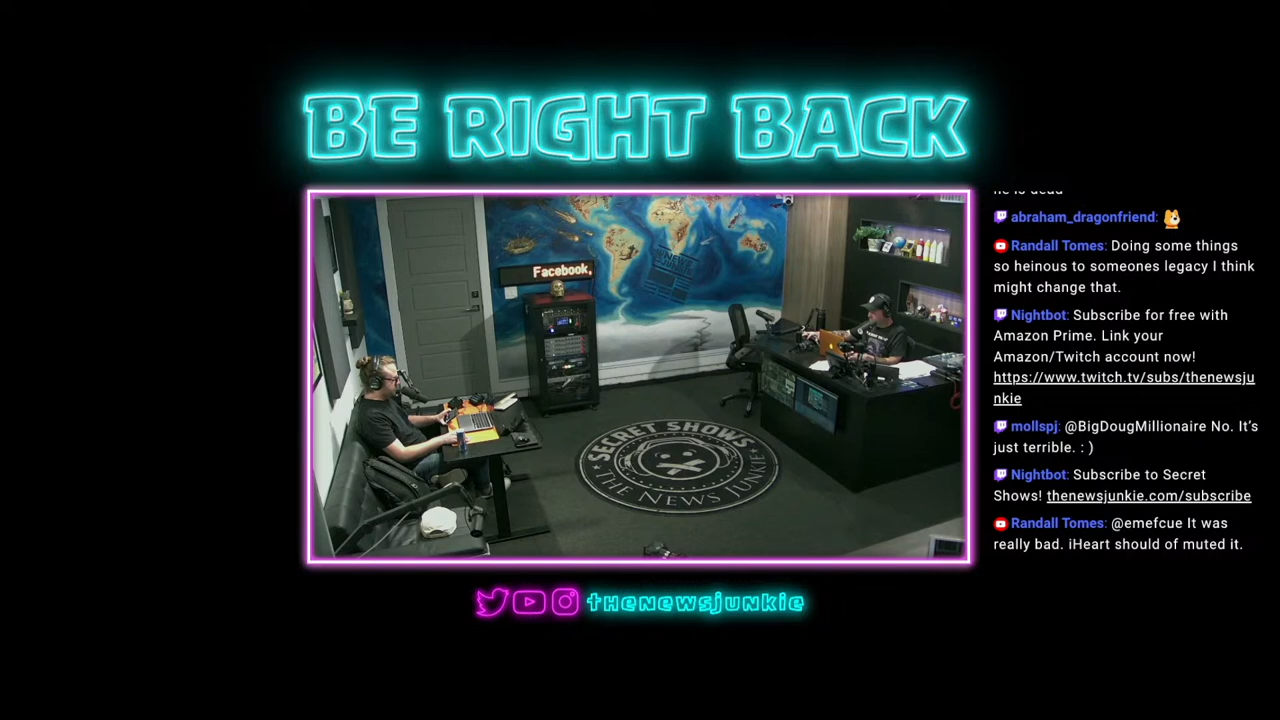 BE RIGHT BACK
Facebook,
SECRET SHOWS
THE NEWS JUNKIE
thenewsjunkie
he is dead
abraham_dragonfriend:
Randall Tomes: Doing some things
so heinous to someones legacy I think
might change that.
Nightbot: Subscribe for free with
Amazon Prime. Link your
Amazon/Twitch account now!
https://www.twitch.tv/subs/thenewsju
nkie
mollspj: @BigDougMillionaire No. It's
just terrible. : )
Nightbot: Subscribe to Secret
Shows! thenewsjunkie.com/subscribe
Randall Tomes: @emefcue It was
really bad. iHeart should of muted it.